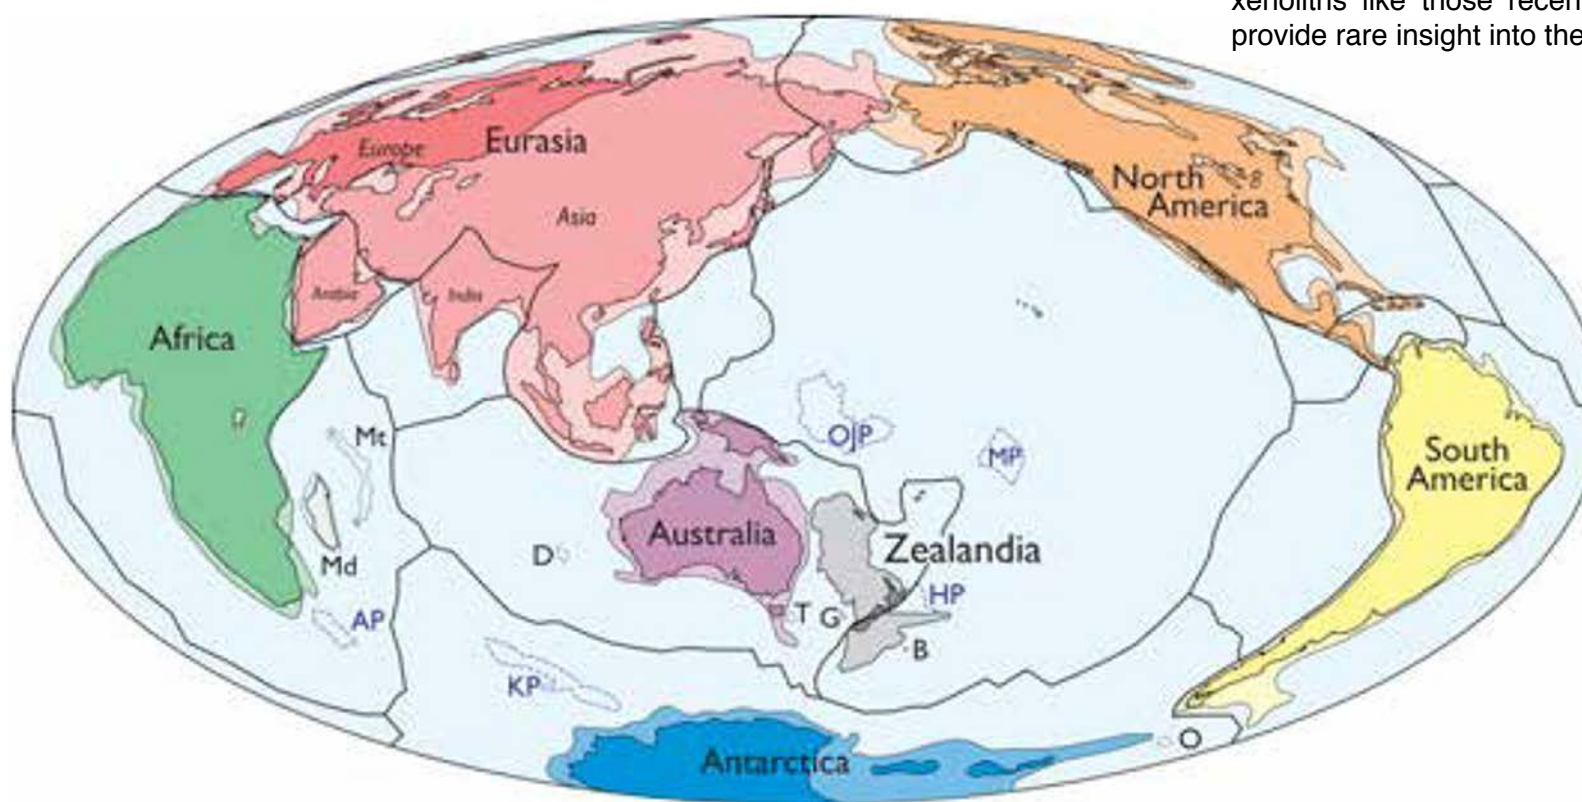 xenoliths like those recen
provide rare insight into the
Europe
Eurasia
Asia
North
America
Arabia
India
Africa
OJP
MP
South
America
Mt
Australia
Zealandia
D
Md
AP
T
G
HP
B
KP
O
Antarctica